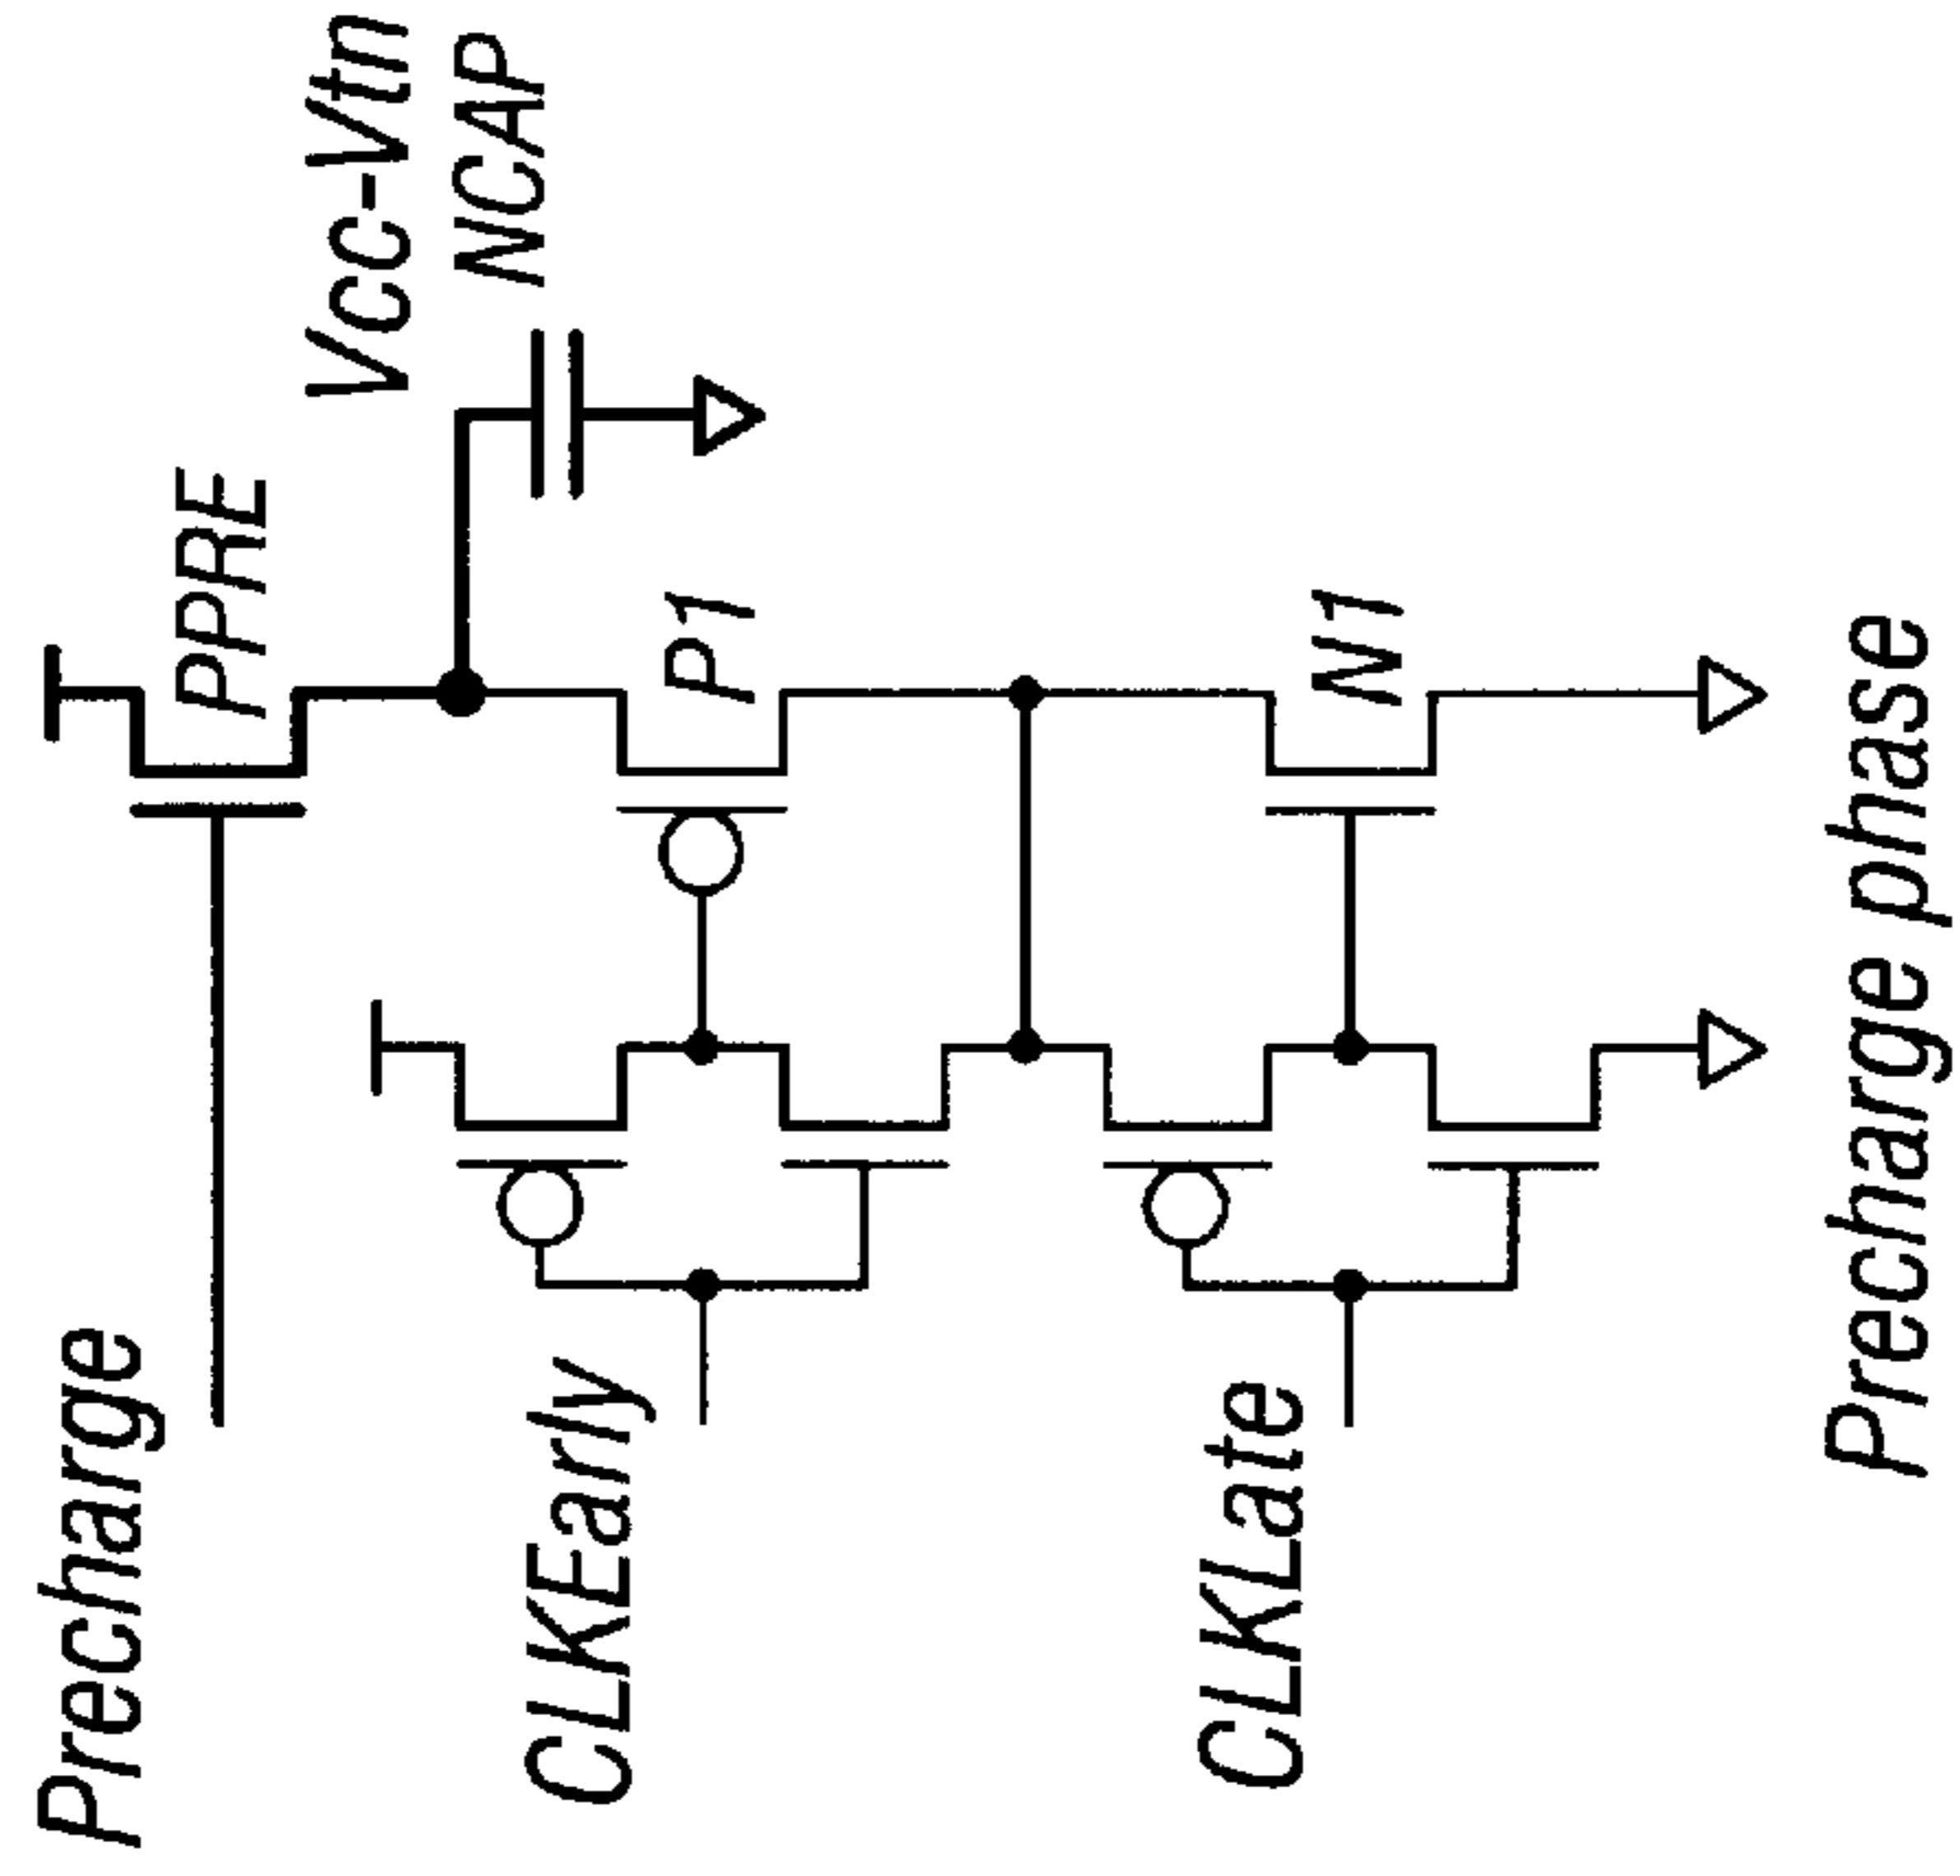 Precharge
PPRE
Vcc-Vtn
NCAP
CLKEarly
P1
CLKLate
N1
Precharge phase